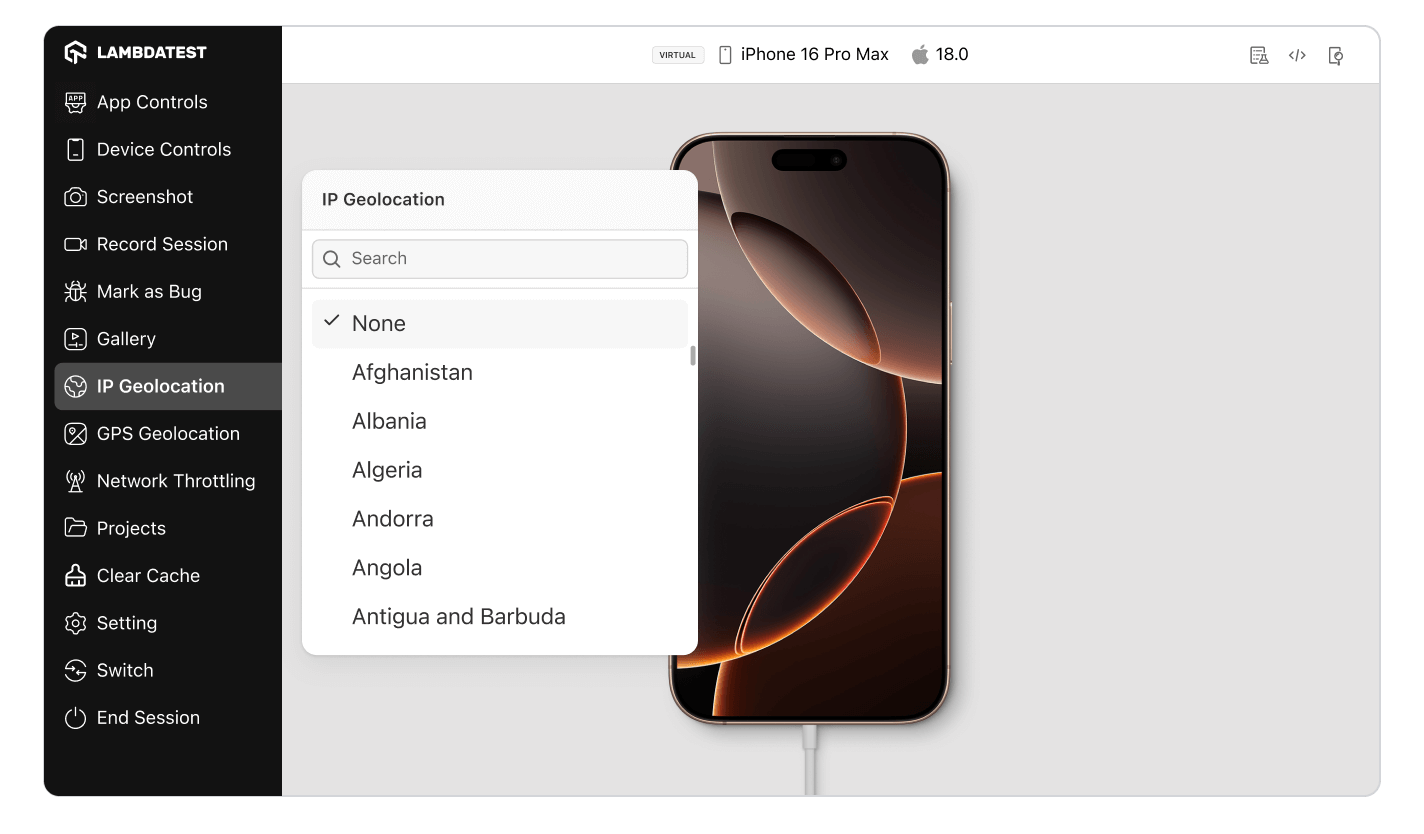 LAMBDATEST
VIRTUAL
iPhone 16 Pro Max
18.0
APP
App Controls
Device Controls
Screenshot
Record Session
Mark as Bug
Gallery
IP Geolocation
GPS Geolocation
Network Throttling
Projects
Clear Cache
Setting
Switch
End Session
IP Geolocation
Search
None
Afghanistan
Albania
Algeria
Andorra
Angola
Antigua and Barbuda